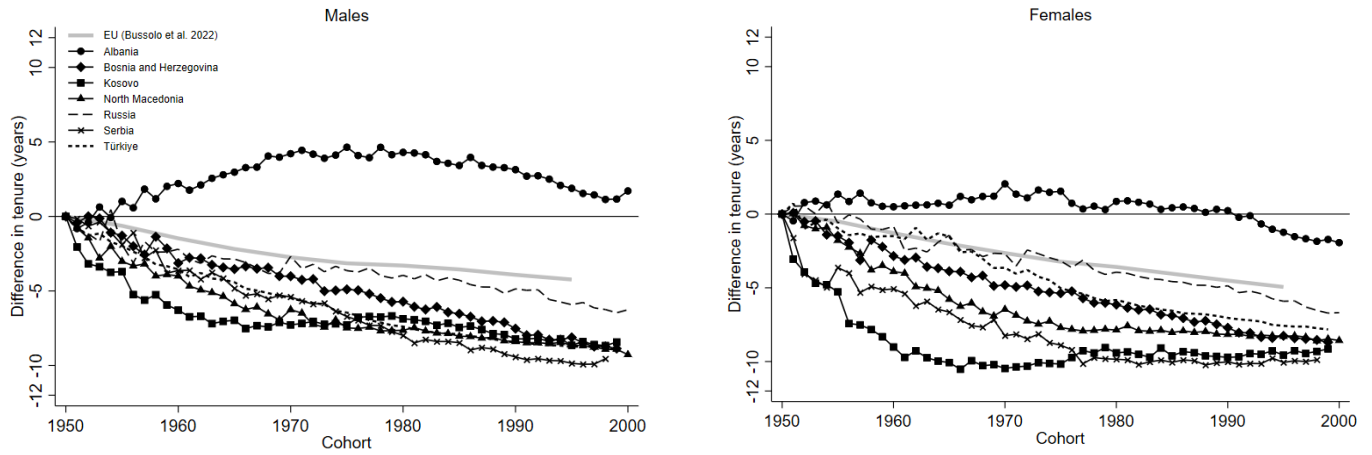 Males
12
10
5
0
-5
-10
-12
Difference in tenure (years)
EU (Bussolo et al. 2022)
Albania
Bosnia and Herzegovina
Kosovo
North Macedonia
Russia
Serbia
Türkiye
1950 1960 1970 1980 1990 2000
Cohort
Females
12
10
5
0
-5
-10
-12
Difference in tenure (years)
1950 1960 1970 1980 1990 2000
Cohort